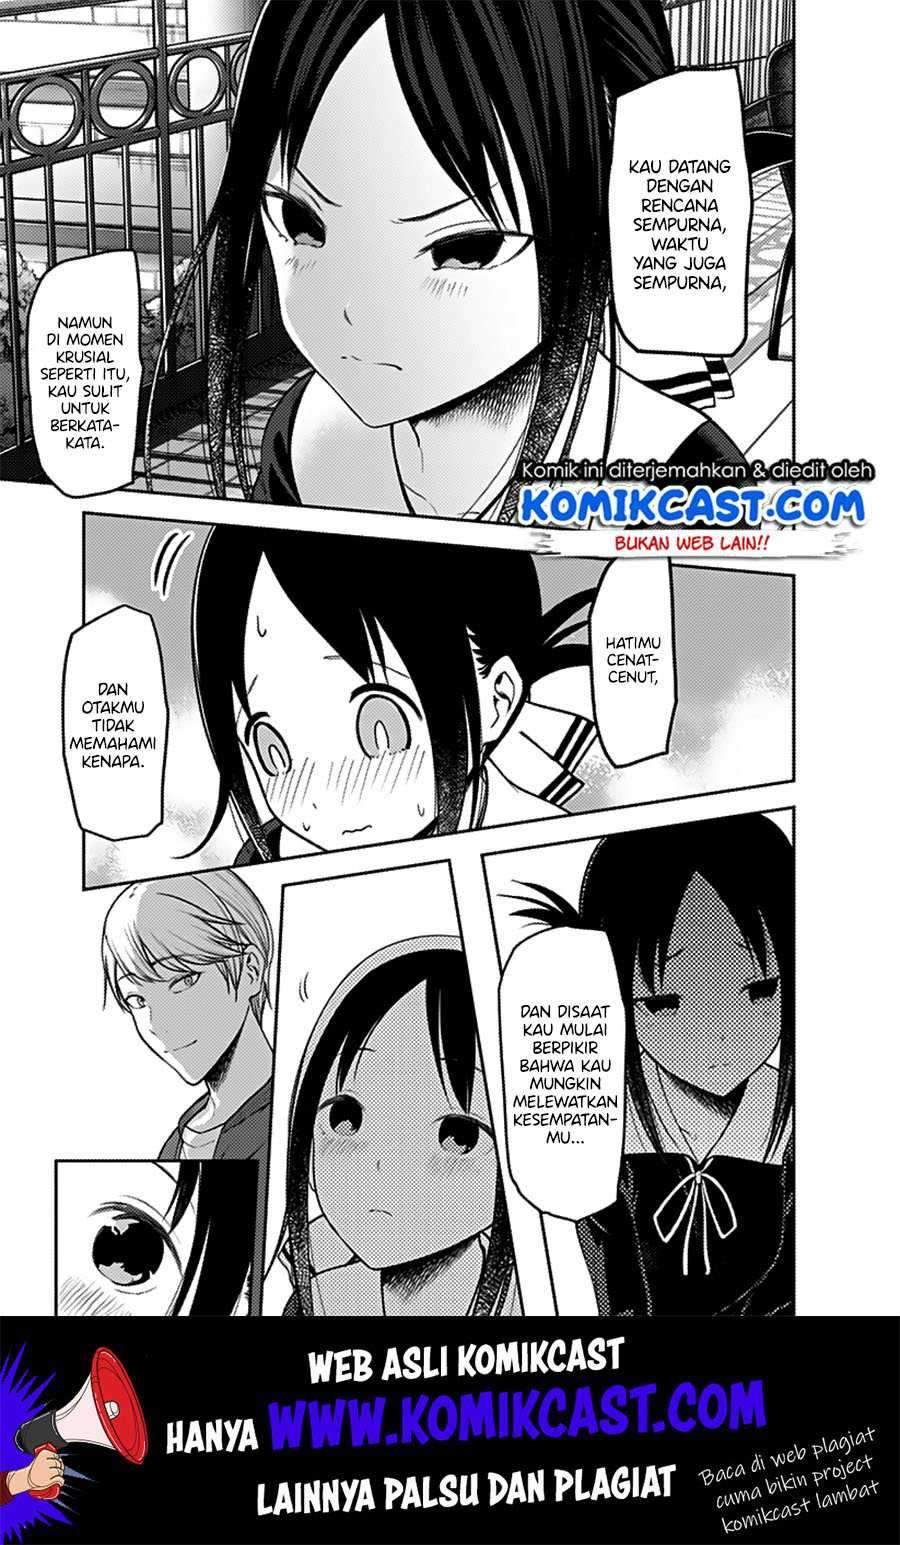 KAU DATANG
DENGAN
RENCANA
SEMPURNA,
WAKTU
YANG JUGA
SEMPURNA,
NAMUN
DI MOMEN
KRUSIAL
SEPERTI ITU,
KAU SULIT
UNTUK
BERKATA-
KATA.
Komik ini diterjemahkan & diedit oleh
KOMIKCAST.COM
BUKAN WEB LAIN!!
HATIMU
CENAT-
CENUT,
DAN
OTAKMU
TIDAK
MEMAHAMI
KENAPA.
DAN DISAAT
KAU MULAI
BERPIKIR
BAHWA KAU
MUNGKIN
MELEWATKAN
KESEMPATAN-
MU...
WEB ASLI KOMIKCAST
HANYA WWW.KOMIKCAST.COM
LAINNYA PALSU DAN PLAGIAT
Baca di web plagiat
cuma bikin project
komikcast lambat